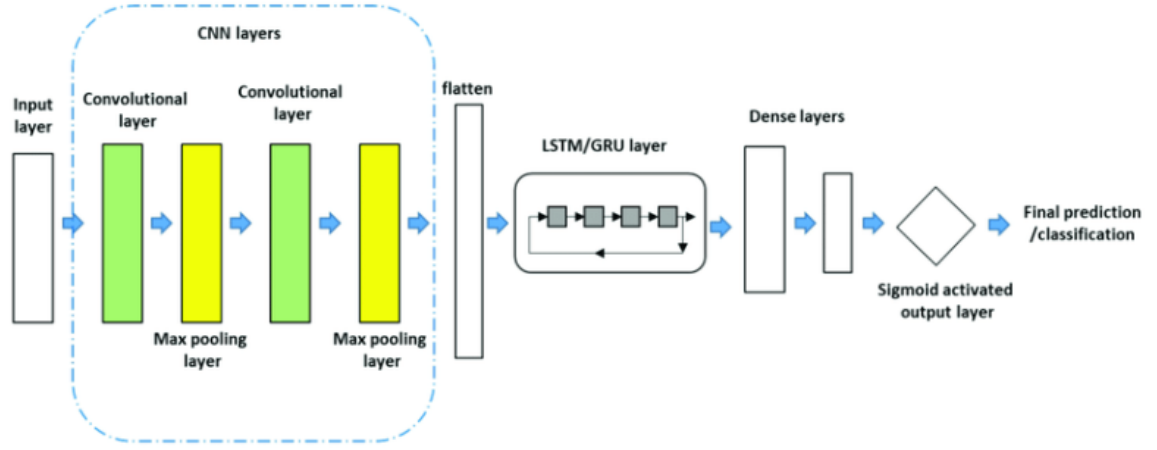 CNN layers
Input
layer
Convolutional
layer
Max pooling
layer
Convolutional
layer
Max pooling
layer
flatten
LSTM/GRU layer
Dense layers
Sigmoid activated
output layer
Final prediction
/classification